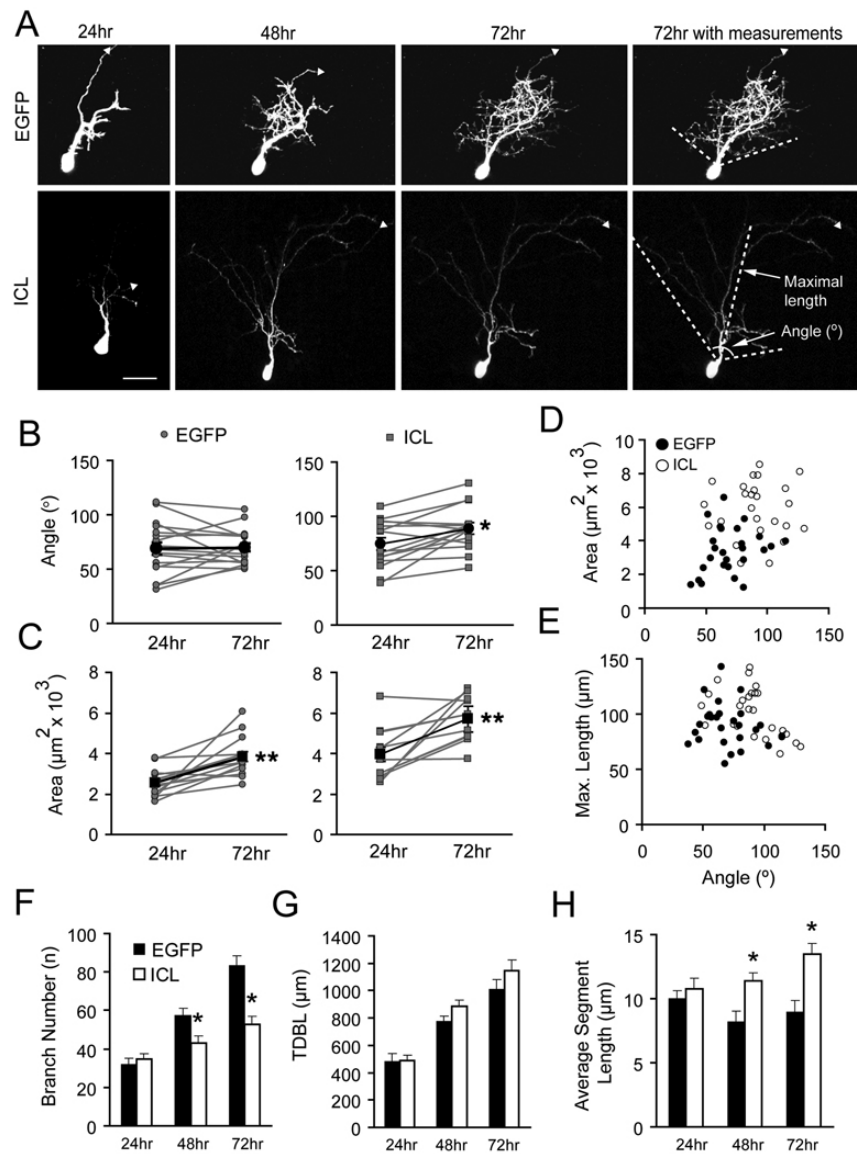 A
24hr 48hr 72hr 72hr with measurements
EGFP
ICL
Maximal
length
Angle (º)
B
EGFP ICL
Angle (º)
150
100
50
0
24hr 72hr
150
100
50
0
*
24hr 72hr
C
Area (µm² x 10³)
8
6
4
2
0
**
24hr 72hr
8
6
4
2
0
**
24hr 72hr
D
EGFP
ICL
Area (µm² x 10³)
10
8
6
4
2
0
0 50 100 150
E
Max. Length (µm)
150
100
50
0
0 50 100 150
Angle (º)
F
Branch Number (n)
100
80
60
40
20
0
EGFP
ICL
* *
24hr 48hr 72hr
G
TDBL (µm)
1400
1200
1000
800
600
400
200
0
24hr 48hr 72hr
H
Average Segment
Length (µm)
15
10
5
0
* *
24hr 48hr 72hr